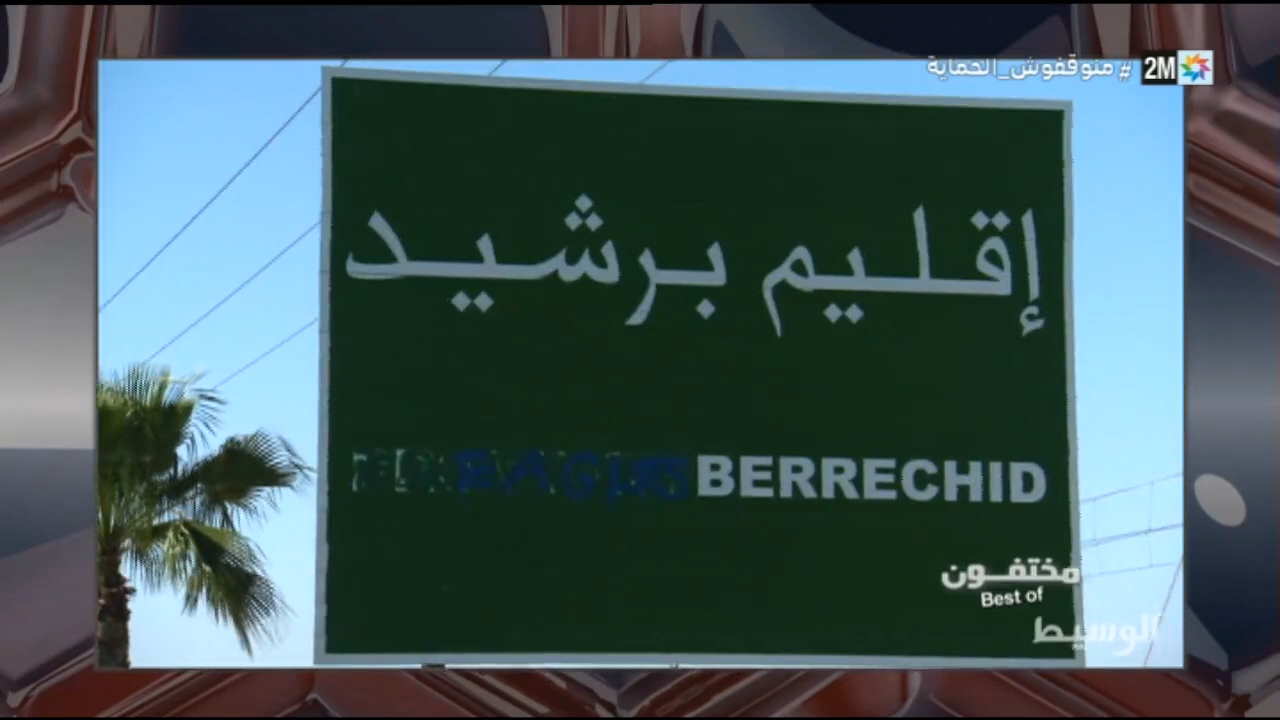 # منوقفوش_الحماية
2M
إقليم برشيد
BERRECHID
مختفون
Best of
الوسيط